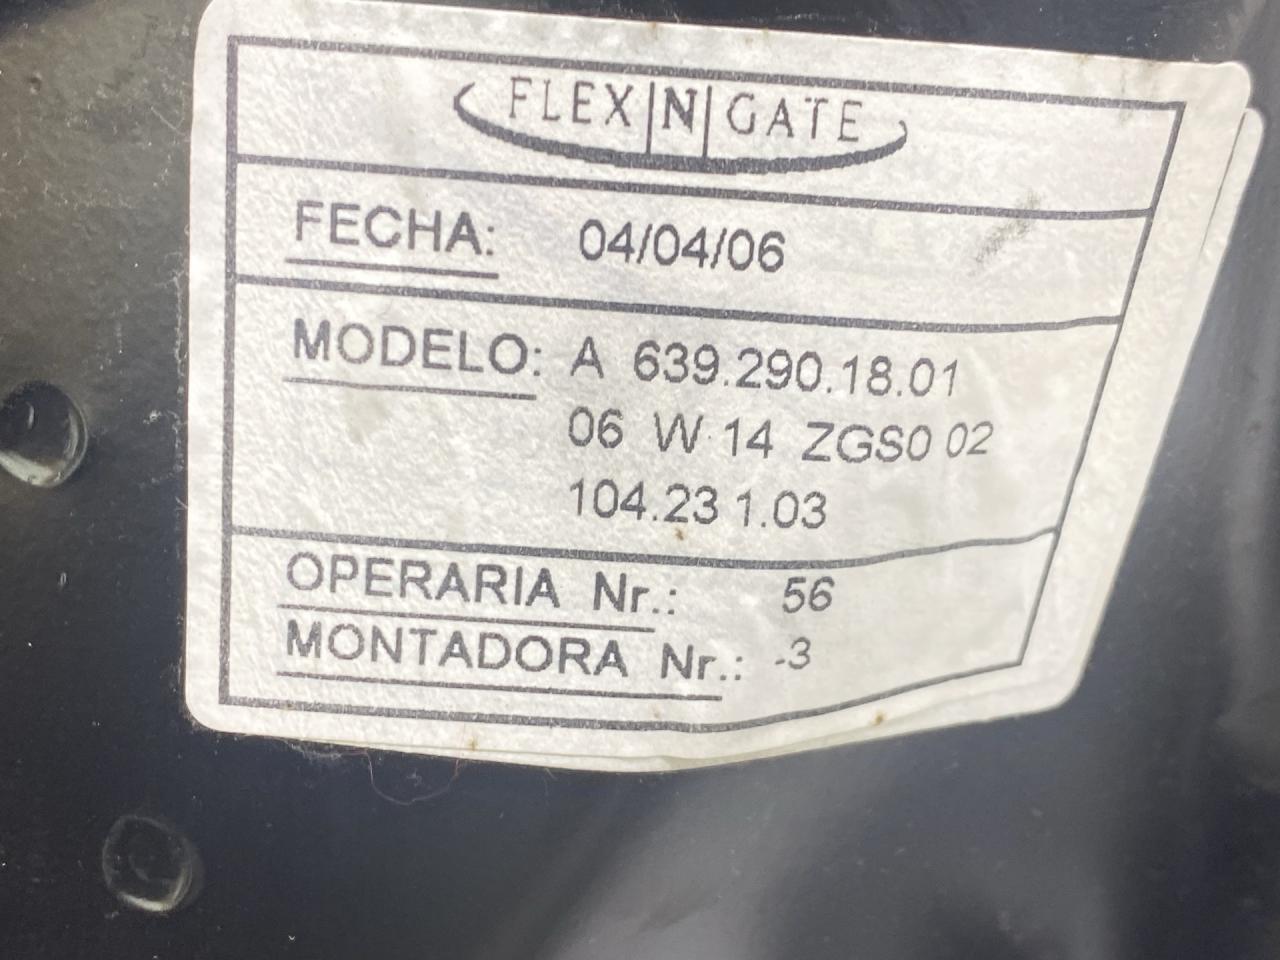 FLEX|N|GATE
FECHA: 04/04/06
MODELO: A 639.290.18.01
06 W 14 ZGS0 02
104.23 1.03
OPERARIA Nr.: 56
MONTADORA Nr.: -3